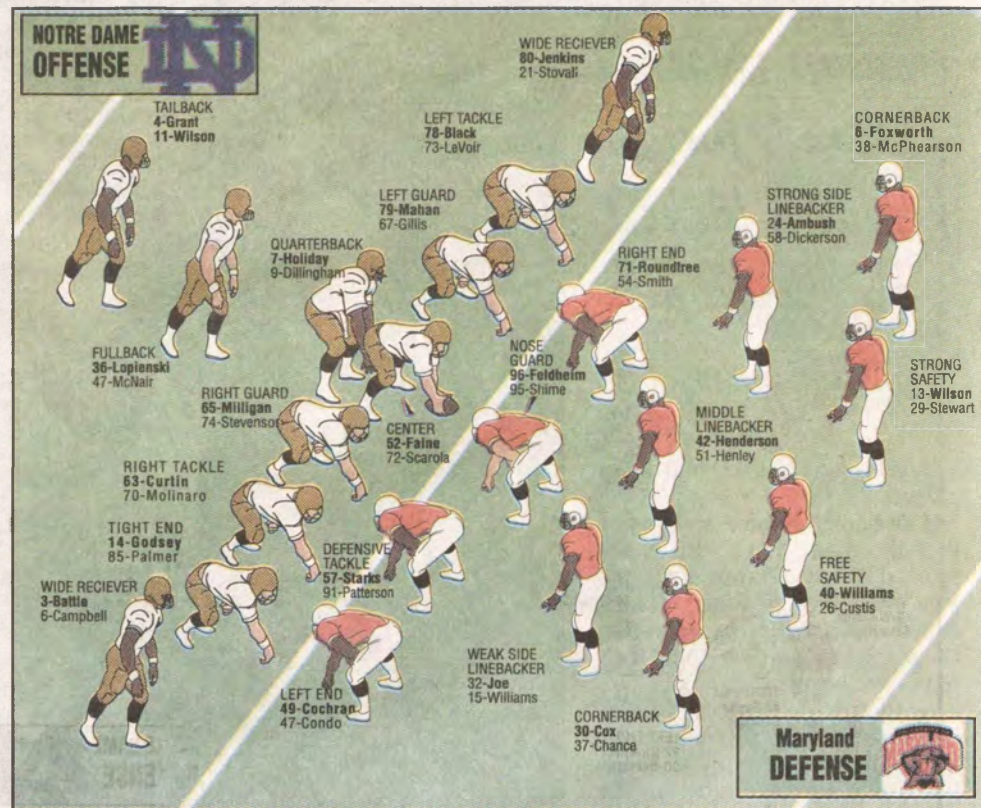 NOTRE DAME
OFFENSE
ND
TAILBACK
4-Grant
11-Wilson
WIDE RECIEVER
80-Jenkins
21-Stovall
LEFT TACKLE
78-Black
73-LeVoir
CORNERBACK
8-Foxworth
38-McPhearson
LEFT GUARD
79-Mahan
67-Gillis
STRONG SIDE
LINEBACKER
24-Ambush
58-Dickerson
QUARTERBACK
7-Holiday
9-Dillingham
RIGHT END
71-Roundtree
54-Smith
FULLBACK
36-Lopienski
47-McNair
NOSE
GUARD
96-Feldheim
95-Shime
STRONG
SAFETY
13-Wilson
29-Stewart
RIGHT GUARD
65-Milligan
74-Stevenson
CENTER
52-Faine
72-Scarola
MIDDLE
LINEBACKER
42-Henderson
51-Henley
RIGHT TACKLE
63-Curtin
70-Molinaro
TIGHT END
14-Godsey
85-Palmer
DEFENSIVE
TACKLE
57-Starks
91-Patterson
FREE
SAFETY
40-Williams
26-Custis
WIDE RECIEVER
3-Battle
6-Campbell
WEAK SIDE
LINEBACKER
32-Joe
15-Williams
LEFT END
49-Cochran
47-Condo
CORNERBACK
30-Cox
37-Chance
Maryland
DEFENSE